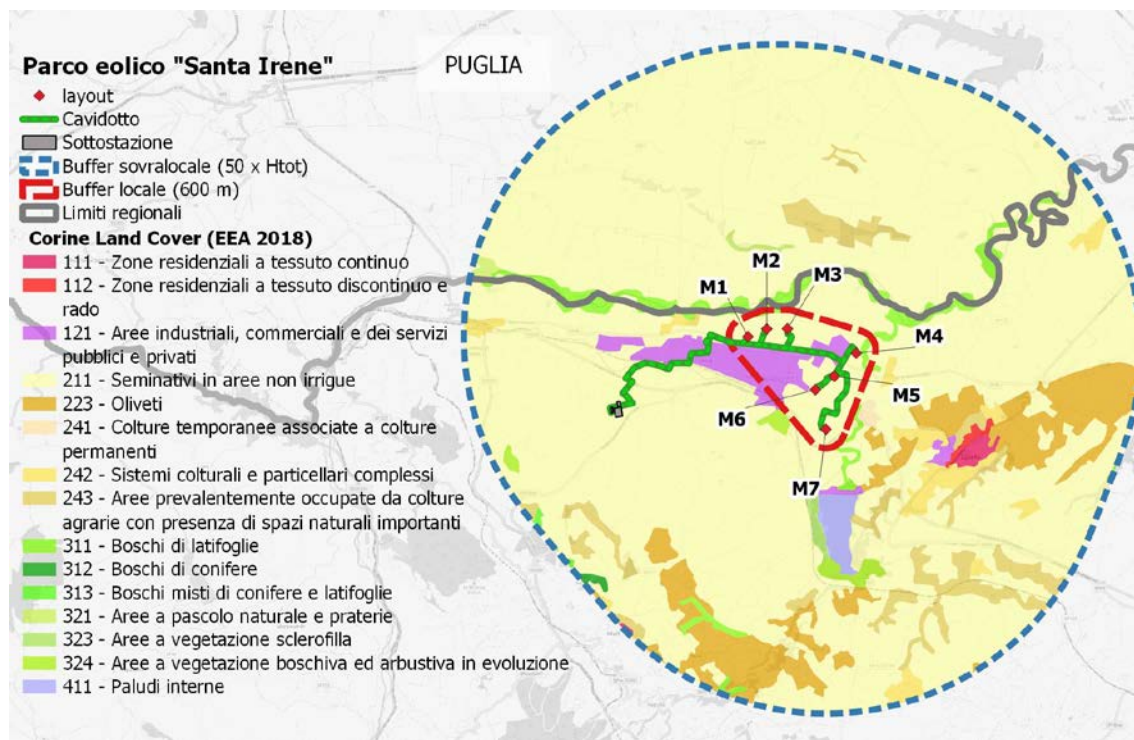 Parco eolico "Santa Irene"
PUGLIA
layout
Cavidotto
Sottostazione
Buffer sovralocale (50 x Htot)
Buffer locale (600 m)
Limiti regionali
Corine Land Cover (EEA 2018)
111 - Zone residenziali a tessuto continuo
112 - Zone residenziali a tessuto discontinuo e
rado
121 - Aree industriali, commerciali e dei servizi
pubblici e privati
211 - Seminativi in aree non irrigue
223 - Oliveti
241 - Colture temporanee associate a colture
permanenti
242 - Sistemi colturali e particellari complessi
243 - Aree prevalentemente occupate da colture
agrarie con presenza di spazi naturali importanti
311 - Boschi di latifoglie
312 - Boschi di conifere
313 - Boschi misti di conifere e latifoglie
321 - Aree a pascolo naturale e praterie
323 - Aree a vegetazione sclerofilla
324 - Aree a vegetazione boschiva ed arbustiva in evoluzione
411 - Paludi interne
M1
M2
M3
M4
M5
M6
M7